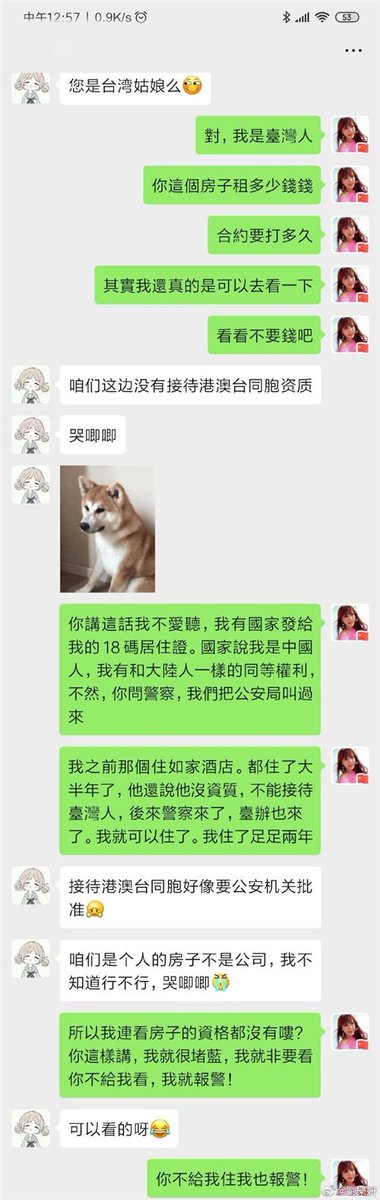 中午12:57 | 0.9K/s
53
您是台湾姑娘么
對，我是臺灣人
你這個房子租多少錢錢
合約要打多久
其實我還真的是可以去看一下
看看不要錢吧
咱们这边没有接待港澳台同胞资质
哭唧唧
你講這話我不愛聽，我有國家發給
我的18碼居住證。國家說我是中國
人，我有和大陸人一樣的同等權利，
不然，你問警察，我們把公安局叫過
來
我之前那個住如家酒店。都住了大
半年了，他還說他沒資質，不能接待
臺灣人，後來警察來了，臺辦也來
了。我就可以住了。我住了足足兩年
接待港澳台同胞好像要公安机关批
准
咱们是个人的房子不是公司，我不
知道行不行，哭唧唧
所以我連看房子的資格都沒有嘍？
你這樣講，我就很堵藍，我就非要看
你不給我看，我就報警！
可以看的呀
你不給我住我也報警！